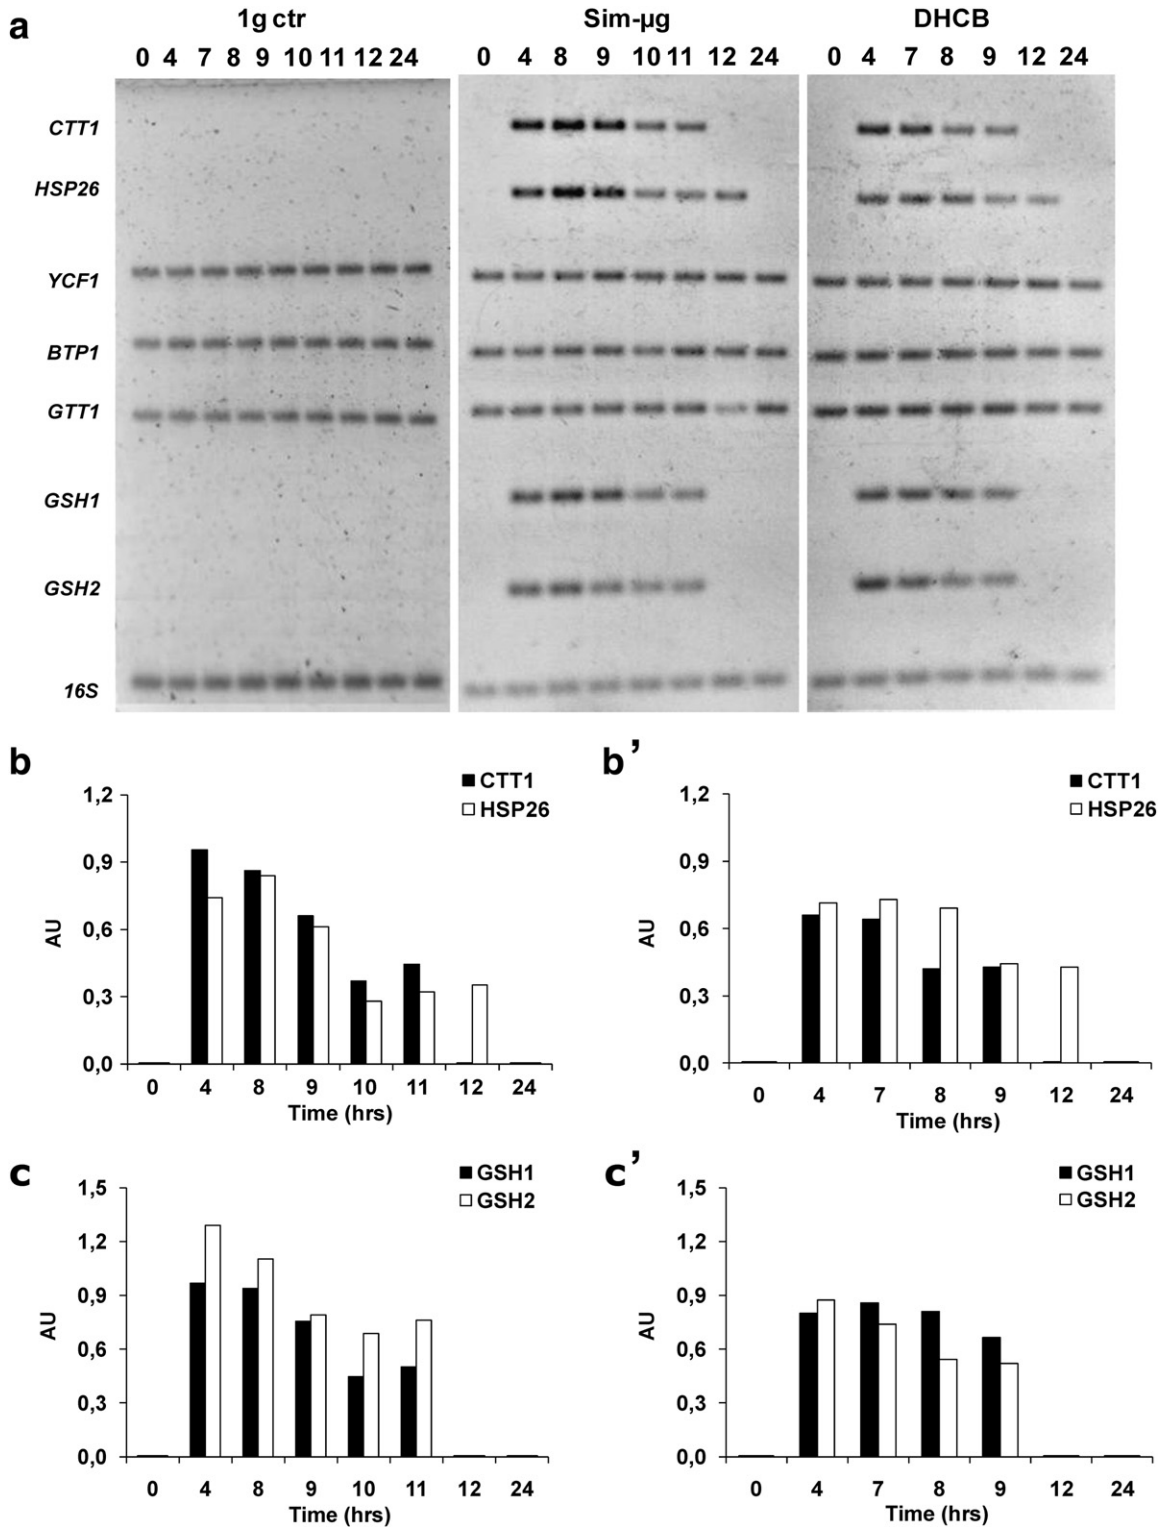 a
1g ctr Sim-µg DHCB
0 4 7 8 9 10 11 12 24 0 4 8 9 10 11 12 24 0 4 7 8 9 12 24
CTT1
HSP26
YCF1
BTP1
GTT1
GSH1
GSH2
16S
b
CTT1
HSP26
1,2
0,9
0,6
0,3
0,0
AU
0 4 8 9 10 11 12 24
Time (hrs)
b’
CTT1
HSP26
1,2
0,9
0,6
0,3
0,0
AU
0 4 7 8 9 12 24
Time (hrs)
c
GSH1
GSH2
1,5
1,2
0,9
0,6
0,3
0,0
AU
0 4 8 9 10 11 12 24
Time (hrs)
c’
GSH1
GSH2
1,5
1,2
0,9
0,6
0,3
0,0
AU
0 4 7 8 9 12 24
Time (hrs)